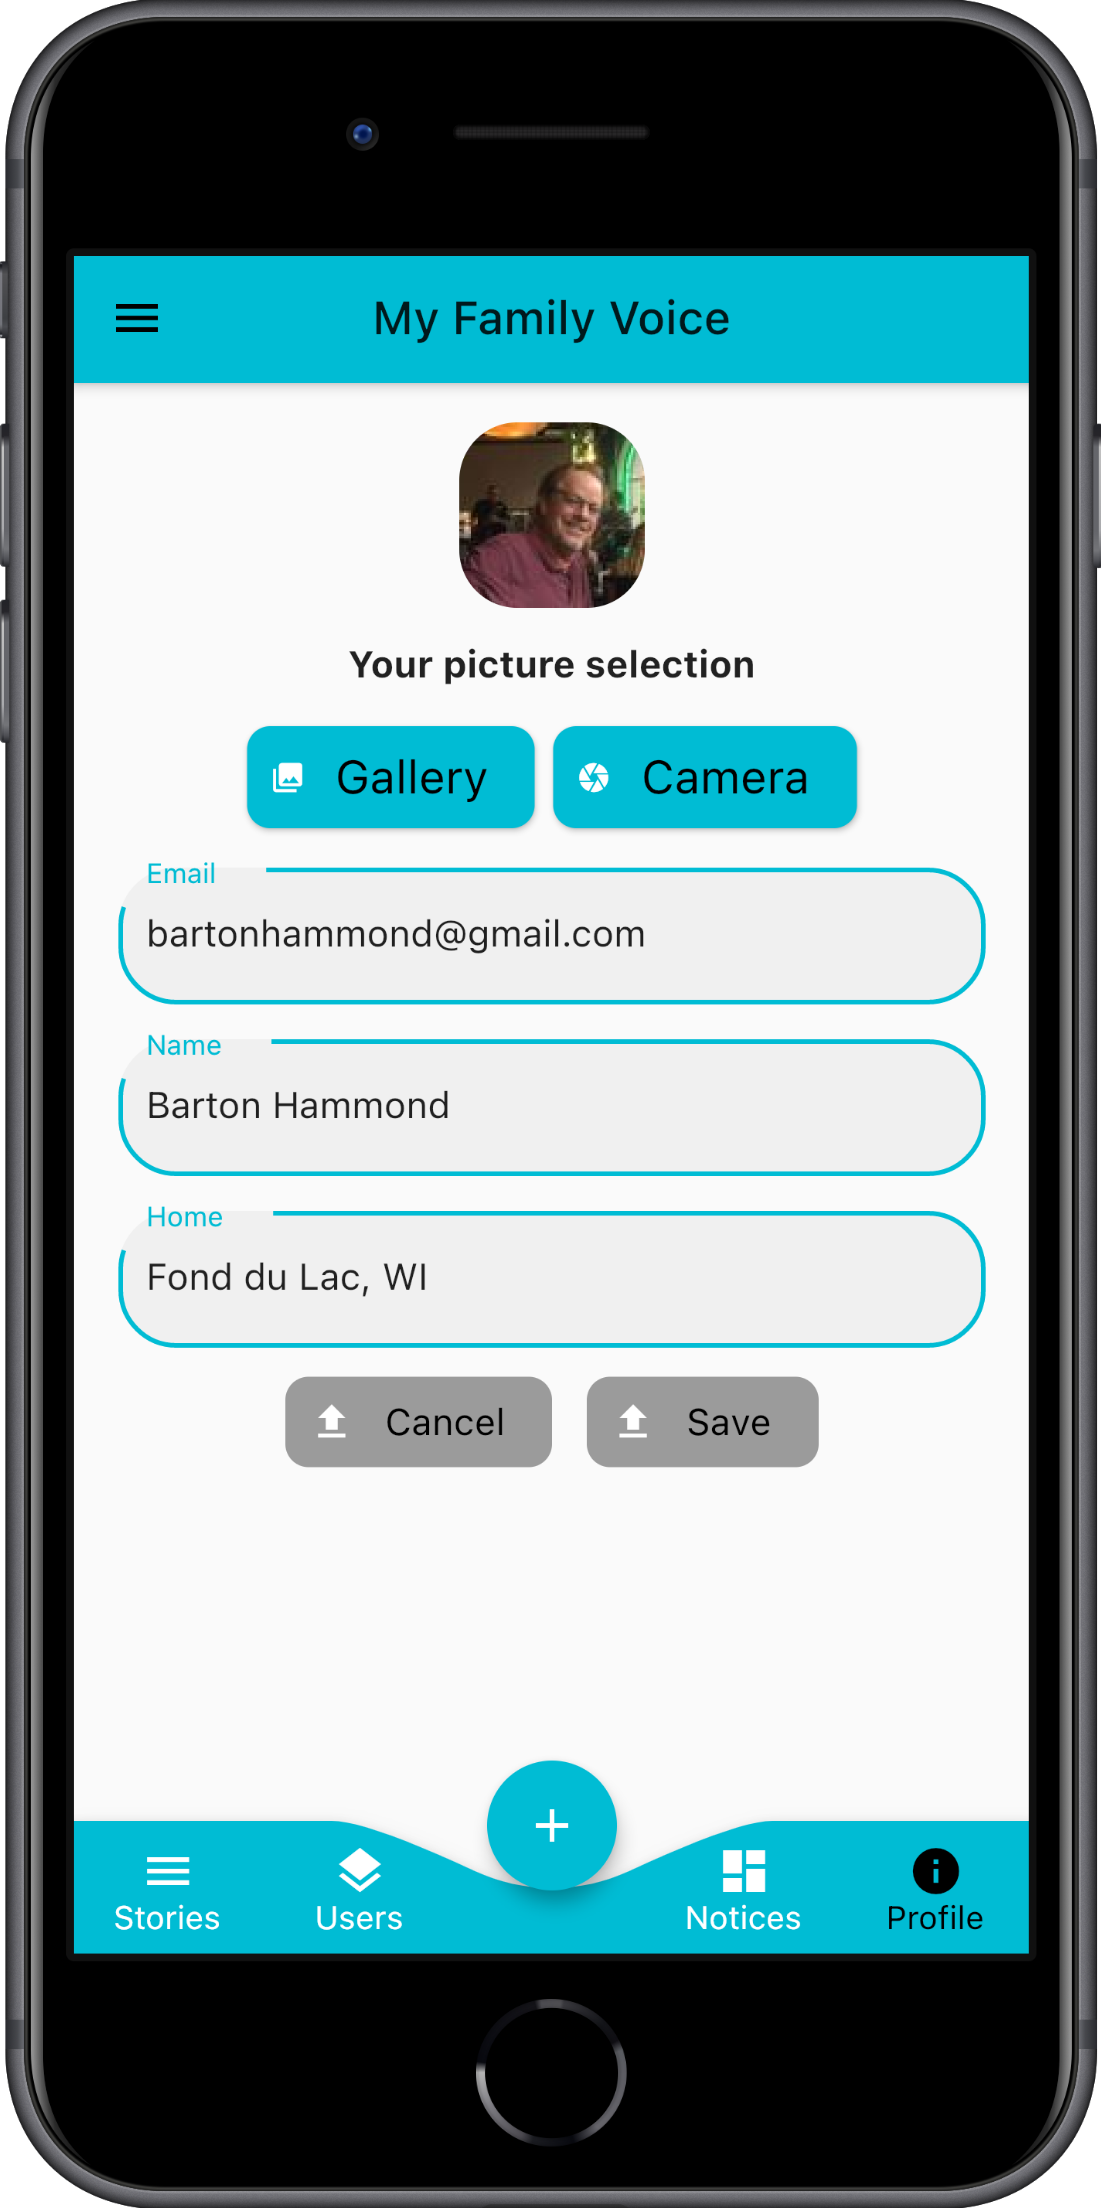 My Family Voice
Your picture selection
Gallery Camera
Email
bartonhammond@gmail.com
Name
Barton Hammond
Home
Fond du Lac, WI
Cancel Save
Stories Users Notices Profile